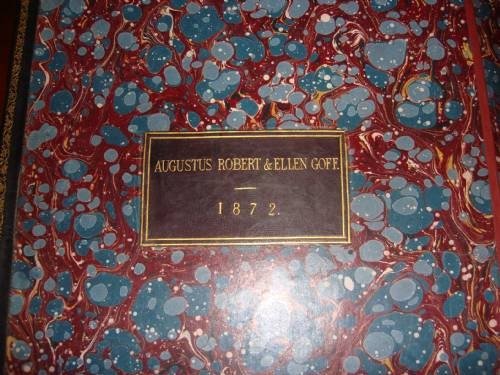 AUGUSTUS ROBERT & ELLEN GOFF.
1872.